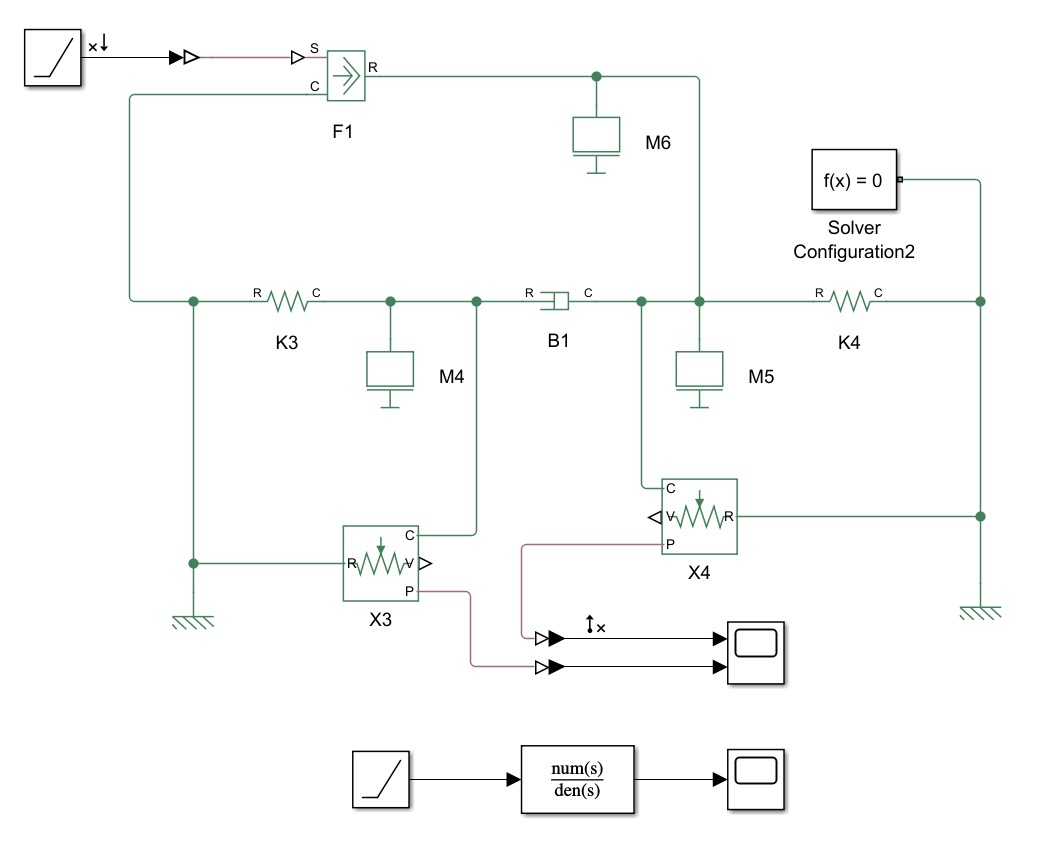 x
S
R
C
F1
M6
f(x) = 0
Solver
Configuration2
R
C
R
C
R
C
K3
B1
K4
M4
M5
C
V
R
P
X4
C
R
V
P
X3
x
num(s)
den(s)